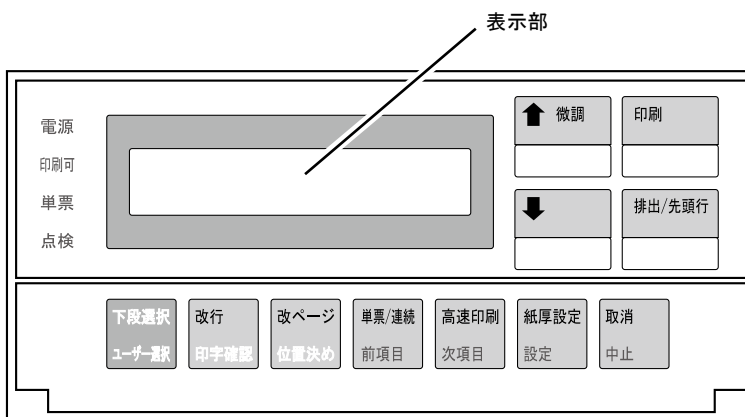 表示部
電源
印刷可
単票
点検
微調
印刷
排出/先頭行
下段選択
ユーザー選択
改行
印字確認
改ページ
位置決め
単票/連続
前項目
高速印刷
次項目
紙厚設定
設定
取消
中止